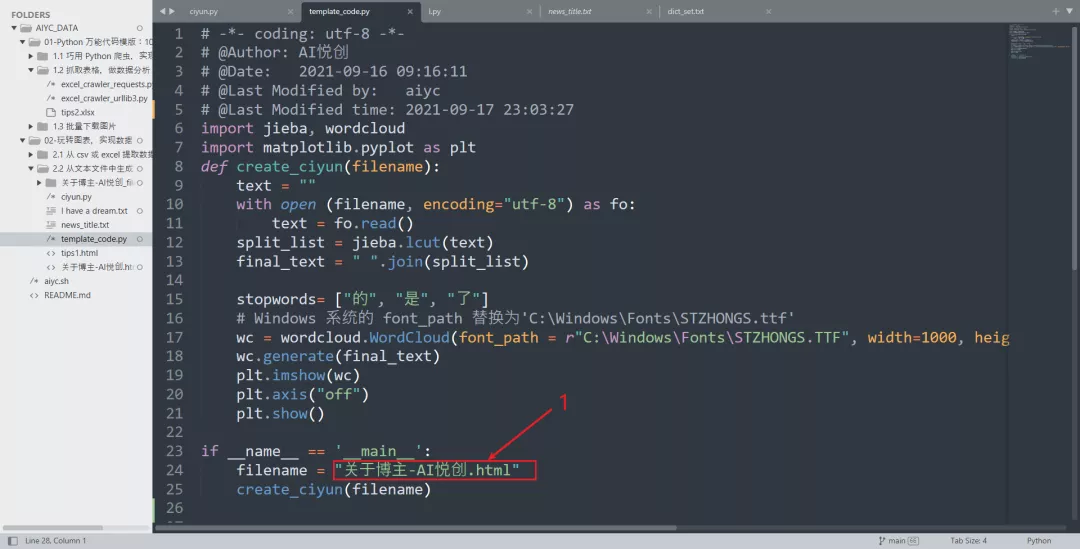 FOLDERS
AIYC_DATA
01-Python 万能代码模版：10
1.1 巧用 Python 爬虫，实现
1.2 抓取表格，做数据分析
excel_crawler_requests.p
excel_crawler_urllib3.py
tips2.xlsx
1.3 批量下载图片
02-玩转图表，实现数据
2.1 从 csv 或 excel 提取数据
2.2 从文本文件中生成
关于博主-AI悦创_fil
ciyun.py
I have a dream.txt
news_title.txt
template_code.py
tips1.html
关于博主-AI悦创.ht
aiyc.sh
README.md
ciyun.py
template_code.py
l.py
news_title.txt
dict_set.txt
1 # -*- coding: utf-8 -*-
2 # @Author: AI悦创
3 # @Date:   2021-09-16 09:16:11
4 # @Last Modified by:   aiyc
5 # @Last Modified time: 2021-09-17 23:03:27
6 import jieba, wordcloud
7 import matplotlib.pyplot as plt
8 def create_ciyun(filename):
9     text = ""
10     with open (filename, encoding="utf-8") as fo:
11         text = fo.read()
12     split_list = jieba.lcut(text)
13     final_text = " ".join(split_list)
14
15     stopwords= ["的", "是", "了"]
16     # Windows 系统的 font_path 替换为'C:\Windows\Fonts\STZHONGS.ttf'
17     wc = wordcloud.WordCloud(font_path = r"C:\Windows\Fonts\STZHONGS.TTF", width=1000, heig
18     wc.generate(final_text)
19     plt.imshow(wc)
20     plt.axis("off")
21     plt.show()
22
23 if __name__ == '__main__':
24     filename = "关于博主-AI悦创.html"
25     create_ciyun(filename)
26
1
Line 28, Column 1
main
Tab Size: 4
Python